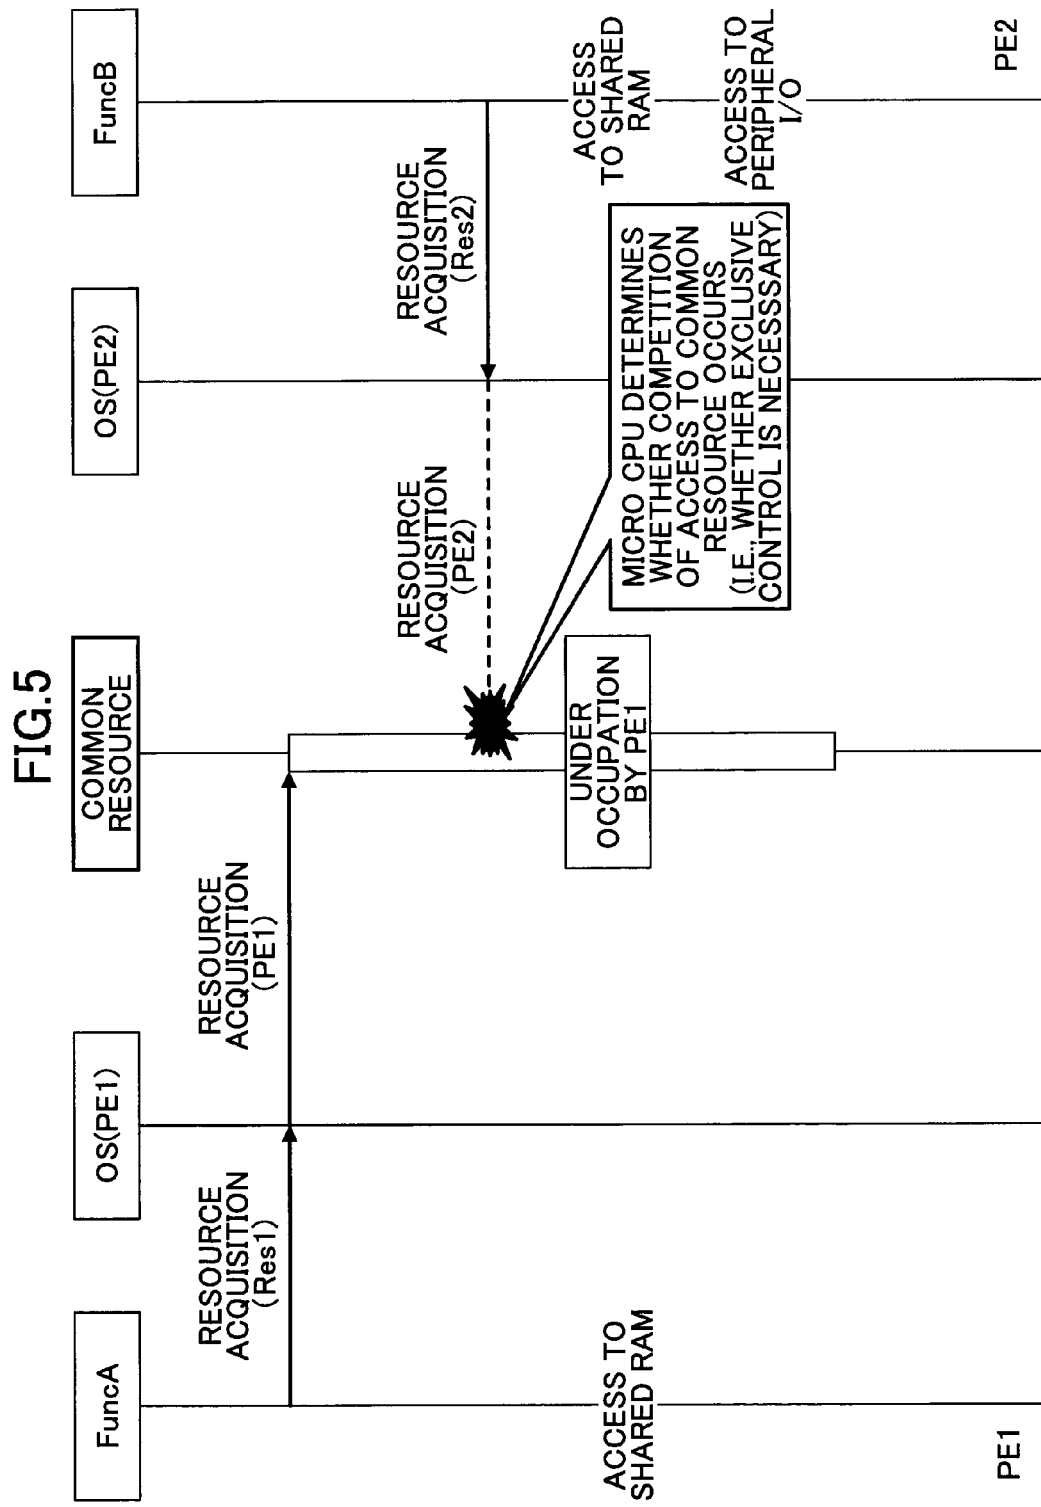 FIG.5
FuncA
OS(PE1)
COMMON
RESOURCE
OS(PE2)
FuncB
RESOURCE
ACQUISITION
(Res1)
RESOURCE
ACQUISITION
(PE1)
RESOURCE
ACQUISITION
(PE2)
RESOURCE
ACQUISITION
(Res2)
ACCESS TO
SHARED RAM
UNDER
OCCUPATION
BY PE1
MICRO CPU DETERMINES
WHETHER COMPETITION
OF ACCESS TO COMMON
RESOURCE OCCURS
(I.E., WHETHER EXCLUSIVE
CONTROL IS NECESSSARY)
ACCESS
TO SHARED
RAM
ACCESS TO
PERIPHERAL
I/O
PE1
PE2